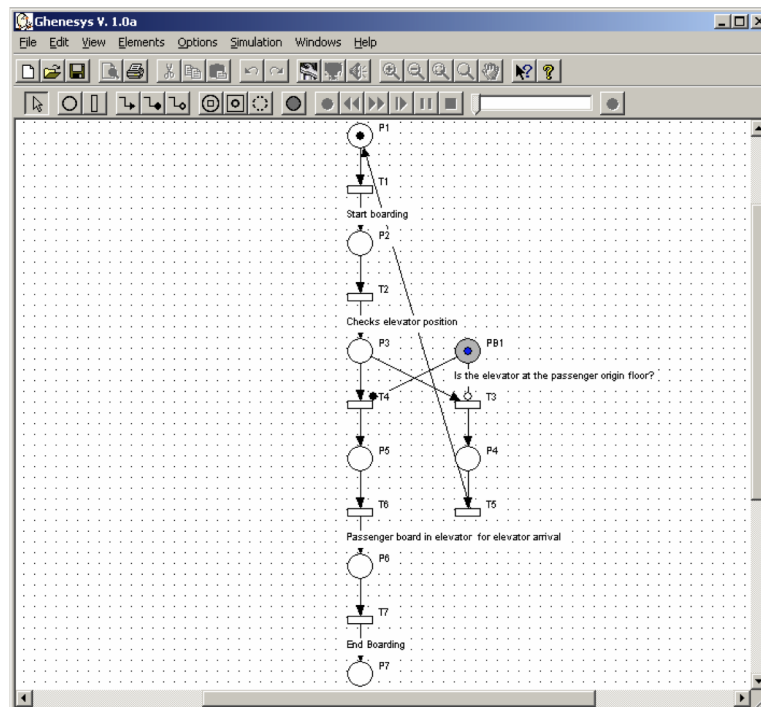 Ghenesys V. 1.0a
File Edit View Elements Options Simulation Windows Help
P1
T1
Start boarding
P2
T2
Checks elevator position
P3 PB1
Is the elevator at the passenger origin floor?
T4 T3
P5 P4
T6 T5
Passenger board in elevator for elevator arrival
P6
T7
End Boarding
P7